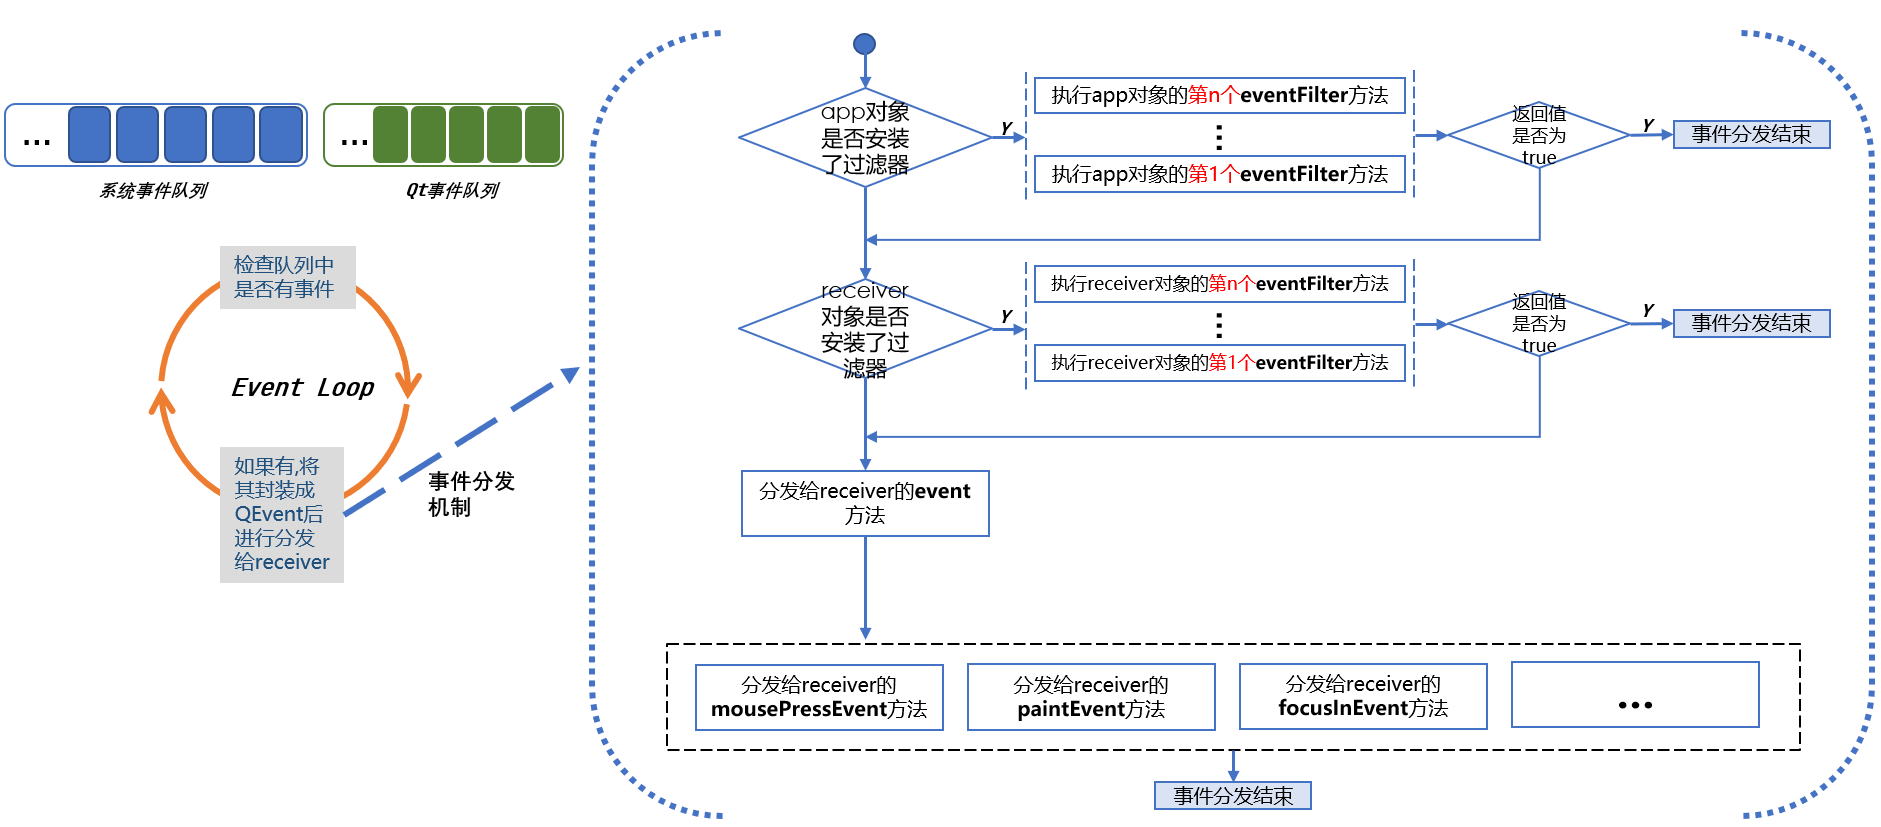 ...
系统事件队列
...
Qt事件队列
检查队列中
是否有事件
Event Loop
如果有,将
其封装成
QEvent后
进行分发
给receiver
事件分发
机制
app对象
是否安装
了过滤器
Y
执行app对象的第n个eventFilter方法
...
执行app对象的第1个eventFilter方法
返回值
是否为
true
Y
事件分发结束
receiver
对象是否
安装了过
滤器
Y
执行receiver对象的第n个eventFilter方法
...
执行receiver对象的第1个eventFilter方法
返回值
是否为
true
Y
事件分发结束
分发给receiver的event
方法
分发给receiver的
mousePressEvent方法
分发给receiver的
paintEvent方法
分发给receiver的
focusInEvent方法
...
事件分发结束